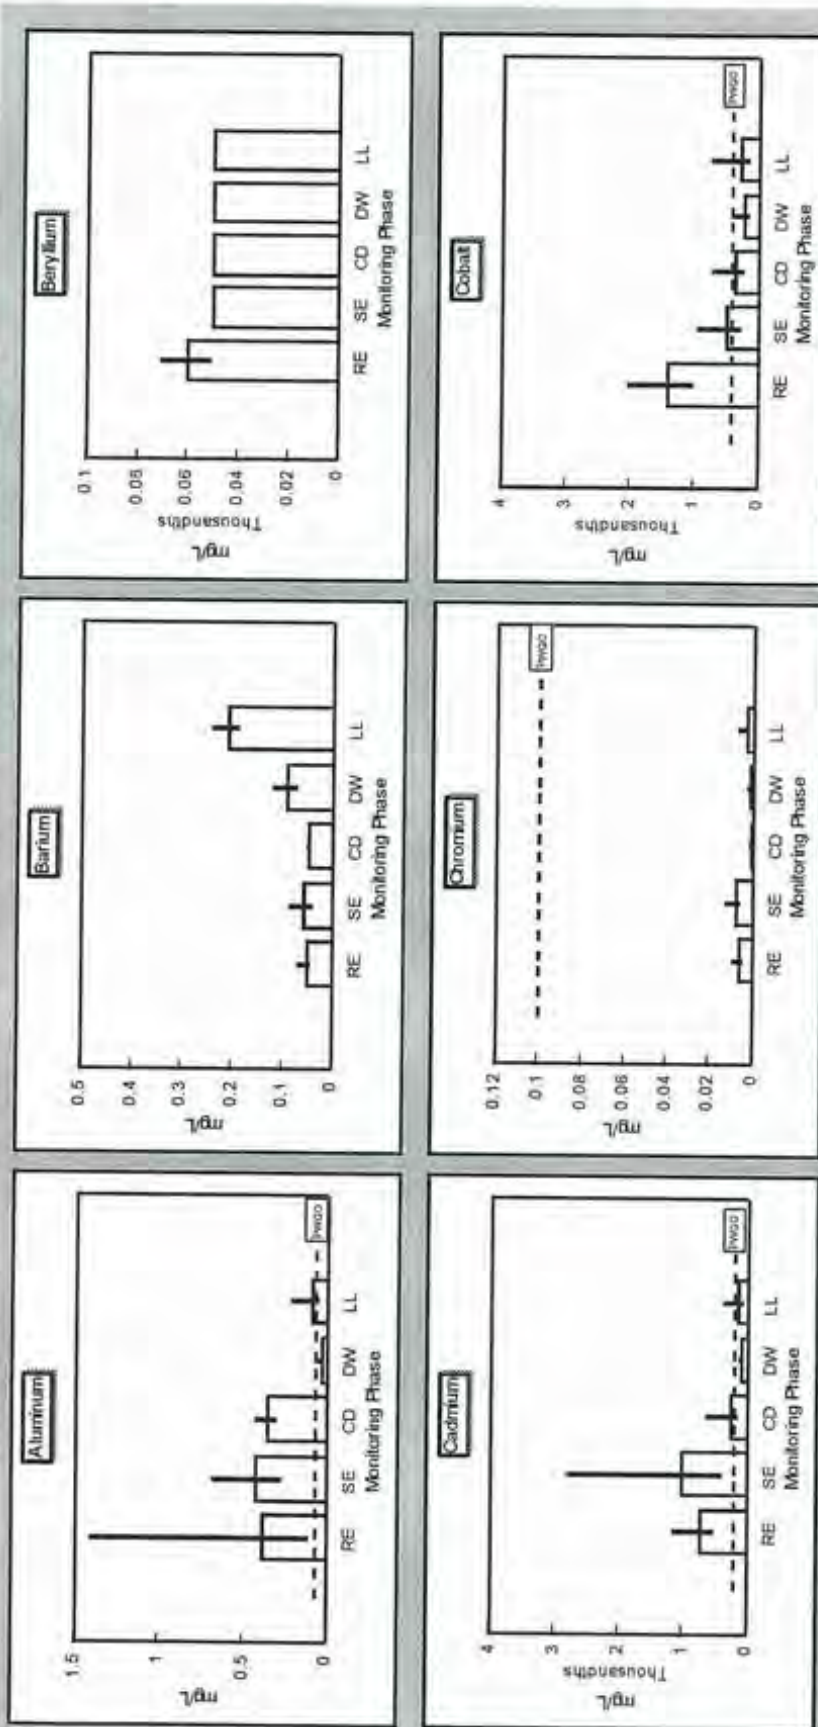 Aluminum
mg/L
1.5
1
0.5
0
PWQO
RE SE CD DW LL
Monitoring Phase
Barium
mg/L
0.5
0.4
0.3
0.2
0.1
0
RE SE CD DW LL
Monitoring Phase
Beryllium
mg/L
Thousandths
0.1
0.08
0.06
0.04
0.02
0
RE SE CD DW LL
Monitoring Phase
Cadmium
mg/L
Thousandths
4
3
2
1
0
PWQO
RE SE CD DW LL
Monitoring Phase
Chromium
mg/L
0.12
0.1
0.08
0.06
0.04
0.02
0
PWQO
RE SE CD DW LL
Monitoring Phase
Cobalt
mg/L
Thousandths
4
3
2
1
0
PWQO
RE SE CD DW LL
Monitoring Phase